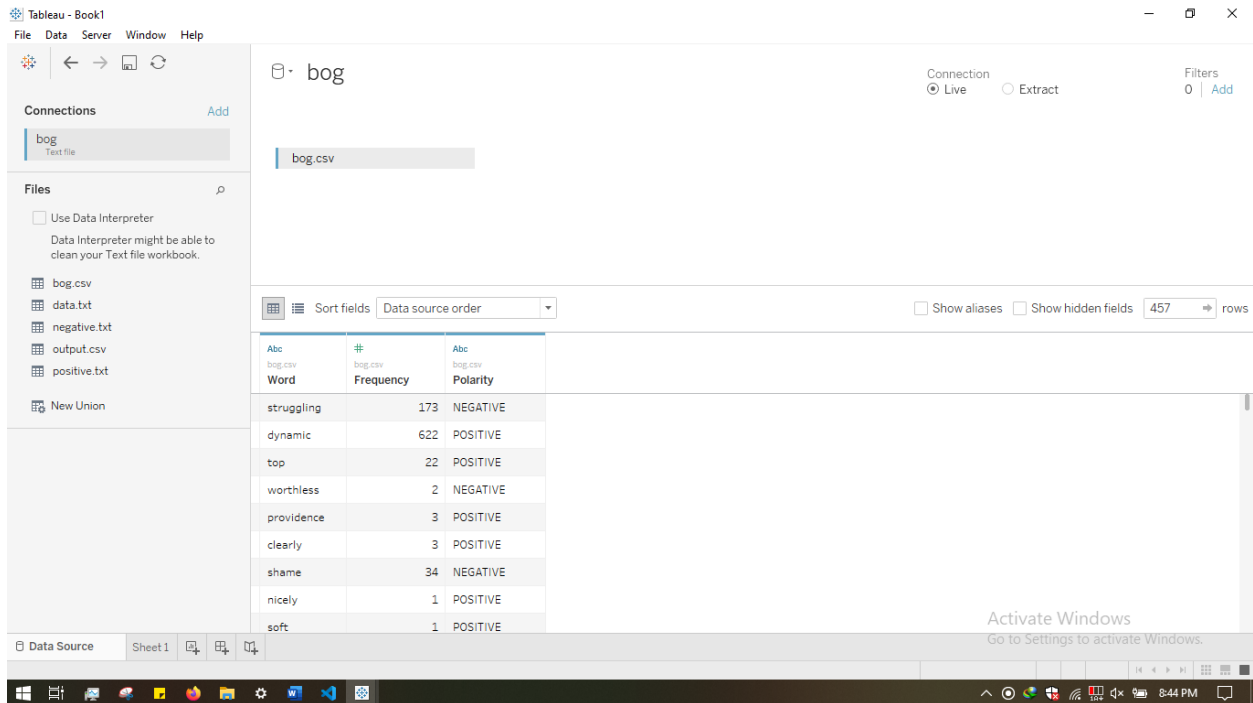 Tableau - Book1
File Data Server Window Help
bog
Connection
Live Extract
Filters
0 Add
Connections Add
bog
Text file
bog.csv
Files
Use Data Interpreter
Data Interpreter might be able to
clean your Text file workbook.
bog.csv
data.txt
negative.txt
output.csv
positive.txt
New Union
Sort fields Data source order Show aliases Show hidden fields 457 rows
Abc # Abc
bog.csv bog.csv bog.csv
Word Frequency Polarity
struggling 173 NEGATIVE
dynamic 622 POSITIVE
top 22 POSITIVE
worthless 2 NEGATIVE
providence 3 POSITIVE
clearly 3 POSITIVE
shame 34 NEGATIVE
nicely 1 POSITIVE
soft 1 POSITIVE
Activate Windows
Go to Settings to activate Windows.
Data Source Sheet 1
8:44 PM